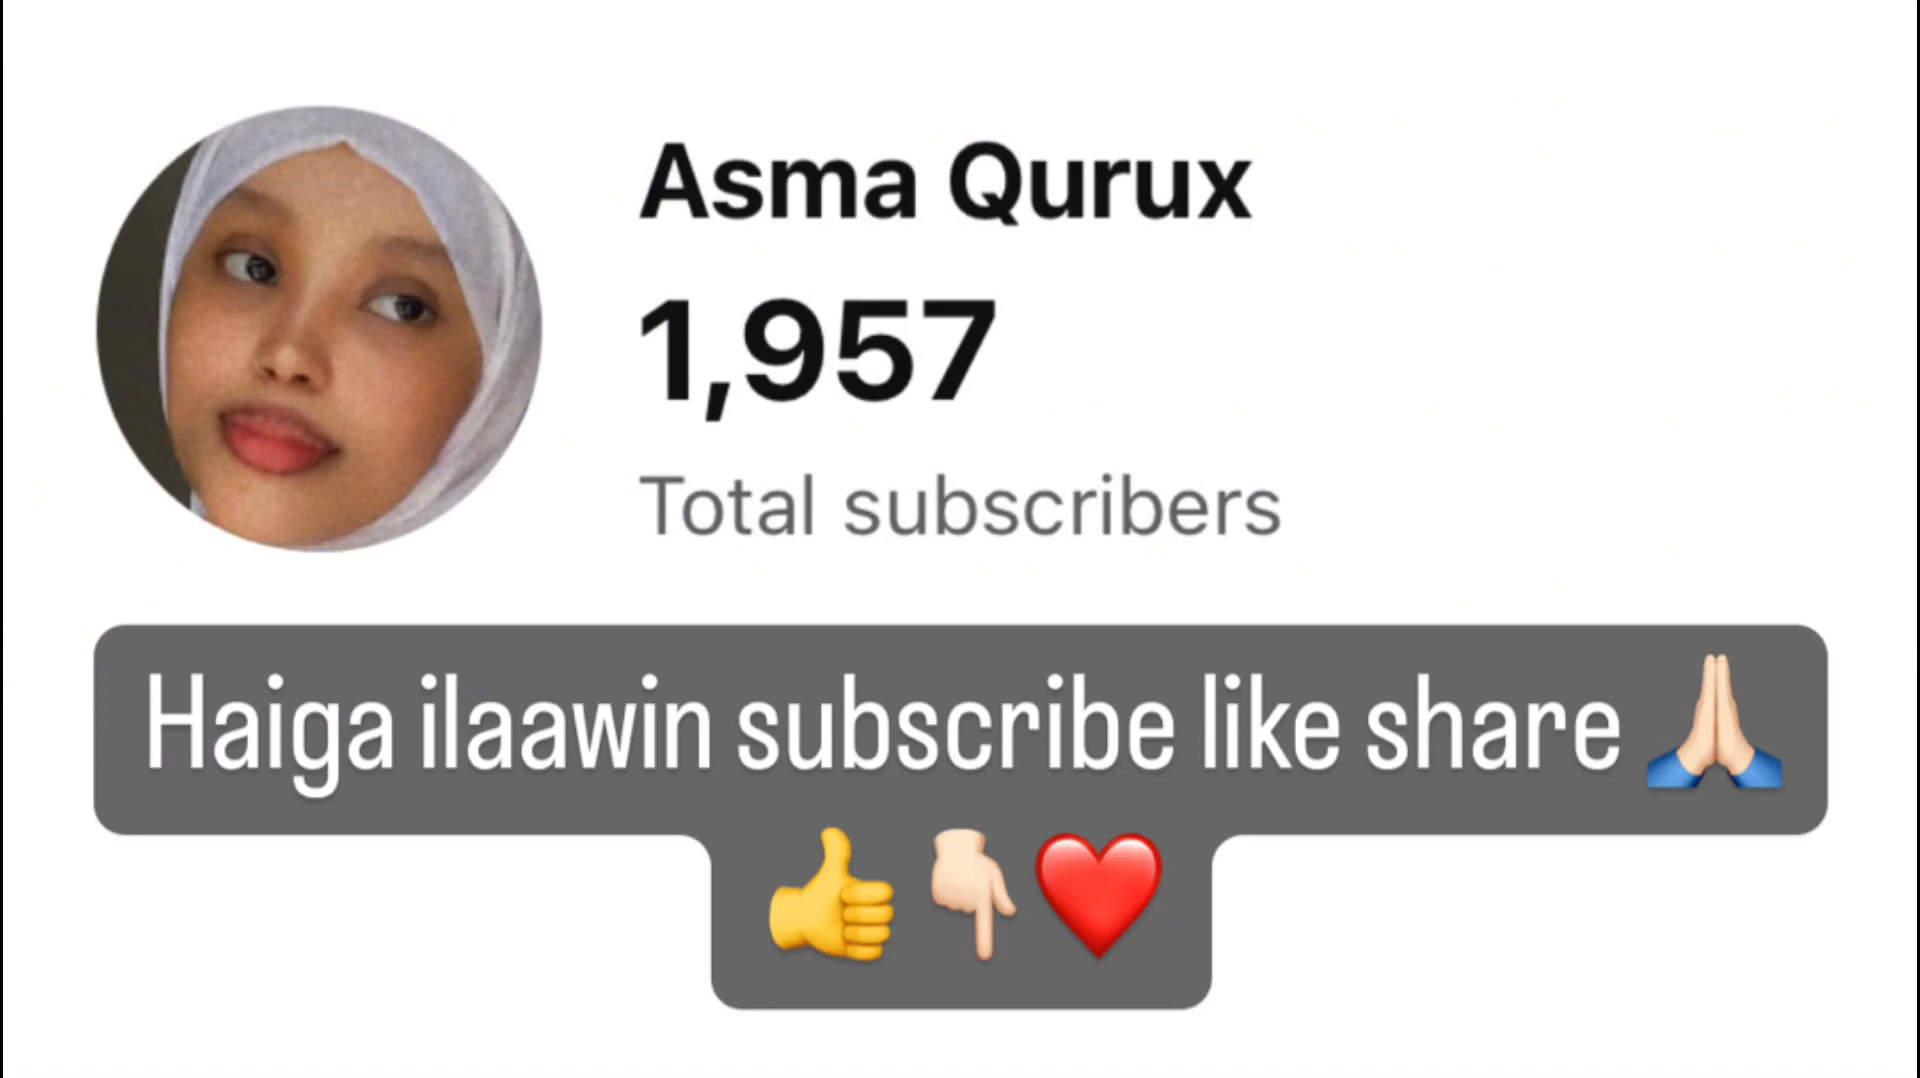 Asma Qurux
1,957
Total subscribers
Haiga ilaawin subscribe like share 🙏🏻
👍👇🏻❤️